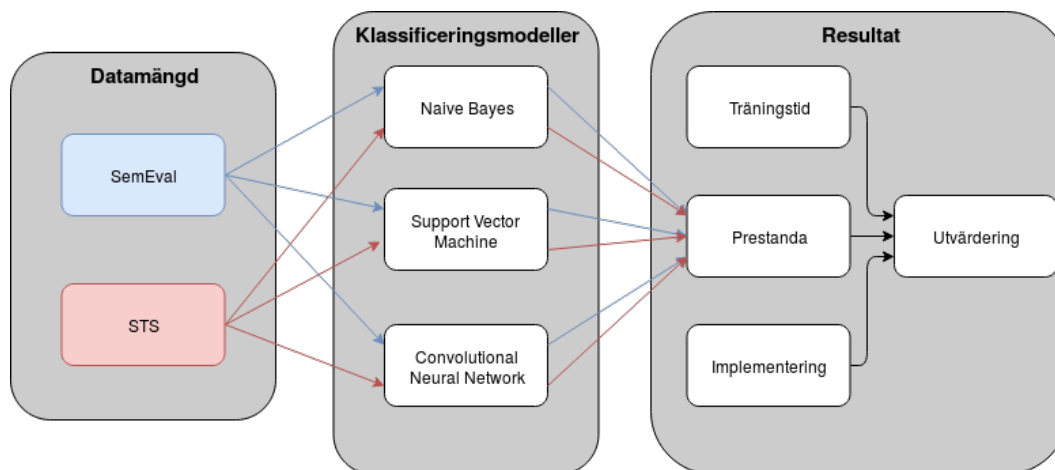 Datamängd
SemEval
STS
Klassificeringsmodeller
Naive Bayes
Support Vector
Machine
Convolutional
Neural Network
Resultat
Träningstid
Prestanda
Implementering
Utvärdering